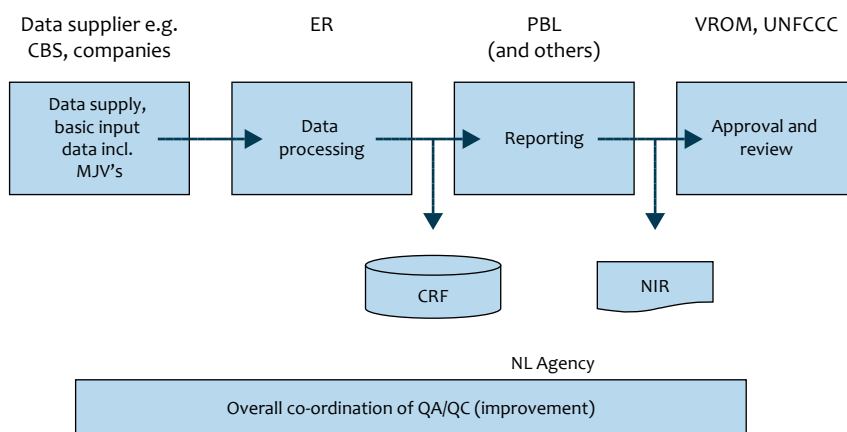 Data supplier e.g.
CBS, companies
ER
PBL
(and others)
VROM, UNFCCC
Data supply,
basic input
data incl.
MJV's
Data
processing
Reporting
Approval and
review
CRF
NIR
NL Agency
Overall co-ordination of QA/QC (improvement)